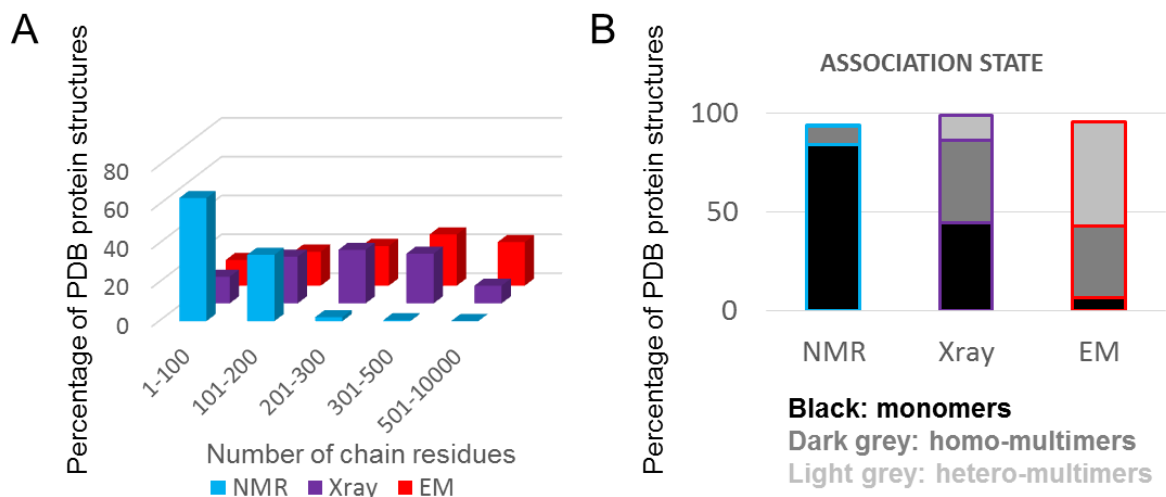 A
Percentage of PDB protein structures
80
60
40
20
0
1-100
101-200
201-300
301-500
501-10000
Number of chain residues
NMR Xray EM
B
ASSOCIATION STATE
Percentage of PDB protein structures
100
50
0
NMR Xray EM
Black: monomers
Dark grey: homo-multimers
Light grey: hetero-multimers